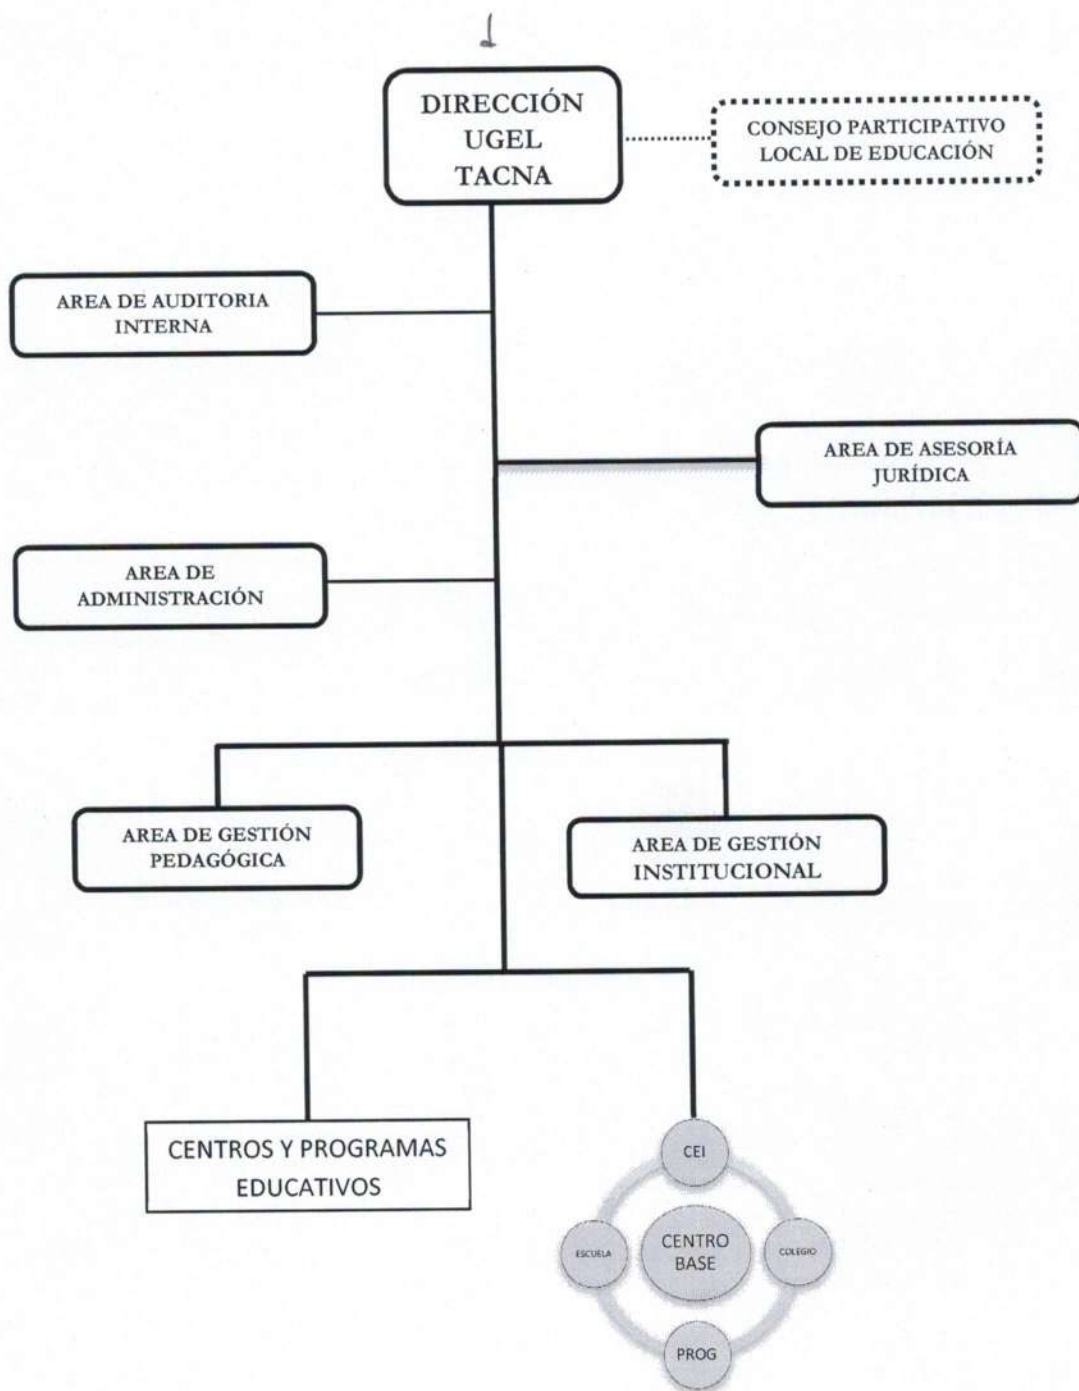 DIRECCIÓN
UGEL
TACNA
CONSEJO PARTICIPATIVO
LOCAL DE EDUCACIÓN
AREA DE AUDITORIA
INTERNA
AREA DE ASESORÍA
JURÍDICA
AREA DE
ADMINISTRACIÓN
AREA DE GESTIÓN
PEDAGÓGICA
AREA DE GESTIÓN
INSTITUCIONAL
CENTROS Y PROGRAMAS
EDUCATIVOS
CEI
ESCUELA
CENTRO
BASE
COLEGIO
PROG